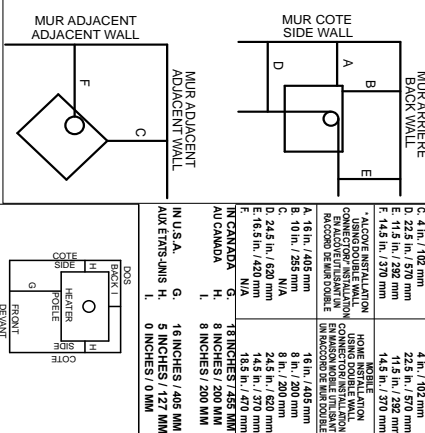 MUR ADJACENT
ADJACENT WALL
MUR ADJACENT
ADJACENT WALL
F
C
MUR COTE
SIDE WALL
MUR ARRIERE
BACK WALL
A
B
D
E
C. 4 in / 102 mm 4 in. / 102 mm
D. 22.5 in. / 570 mm 22.5 in / 570 mm
E. 11.5 in. / 292 mm 11.5 in / 292 mm
F. 14.5 in. / 370 mm 14.5 in. / 370 mm
* ALCOVE INSTALLATION
USING DOUBLE WALL
CONNECTOR/ INSTALLATION
EN ALCOVE UTILISANT UN
RACCORD DE MUR DOUBLE
MOBILE
HOME INSTALLATION
USING DOUBLE WALL
CONNECTOR/ INSTALLATION
EN MAISON MOBILE UTILISANT
UN RACCORD DE MUR DOUBLE
A. 16 in / 405 mm 16 in / 405 mm
B. 10 in. / 255 mm 8 in / 200 mm
C. N/A 8 in / 200 mm
D. 24.5 in / 620 mm 24.5 in / 620 mm
E. 16.5 in / 420 mm 14.5 in / 370 mm
F. N/A 18.5 in. / 470 mm
IN CANADA G. 18 INCHES / 455 MM
AU CANADA H. 8 INCHES / 200 MM
I. 8 INCHES / 200 MM
IN U.S.A. G. 16 INCHES / 405 MM
AUX ÉTATS-UNIS H. 5 INCHES / 127 MM
I. 0 INCHES / 0 MM
DOS
BACK I
COTE
SIDE
H
HEATER
POELE
H
SIDE
COTE
G
FRONT
DEVANT